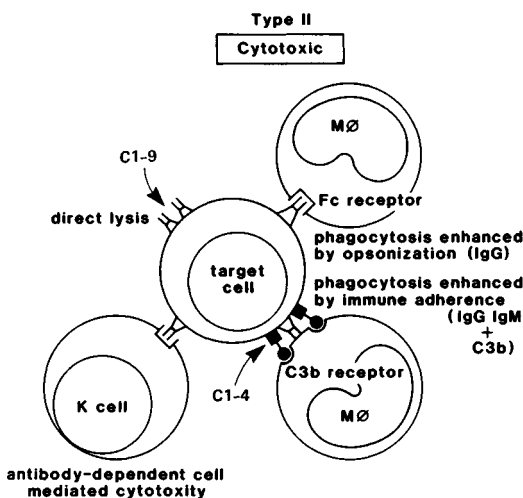 Type II
Cytotoxic
MØ
C1-9
Fc receptor
direct lysis
phagocytosis enhanced
by opsonization (IgG)
target
cell
phagocytosis enhanced
by immune adherence
(IgG IgM
+
C3b)
C3b receptor
C1-4
K cell
MØ
antibody-dependent cell
mediated cytotoxity